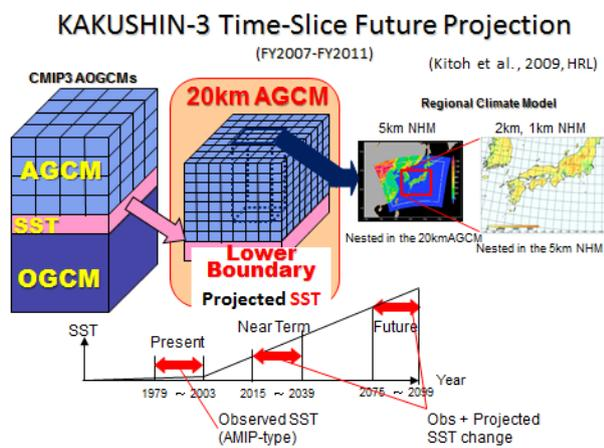 KAKUSHIN-3 Time-Slice Future Projection
(FY2007-FY2011)
(Kitoh et al., 2009, HRL)
CMIP3 AOGCMs
AGCM
SST
OGCM
20km AGCM
Lower
Boundary
Projected SST
Regional Climate Model
5km NHM
2km, 1km NHM
Nested in the 20kmAGCM
Nested in the 5km NHM
SST
Present
Near Term
Future
1979 ~ 2003
2015 ~ 2039
2075 ~ 2099
Year
Observed SST
(AMIP-type)
Obs + Projected
SST change